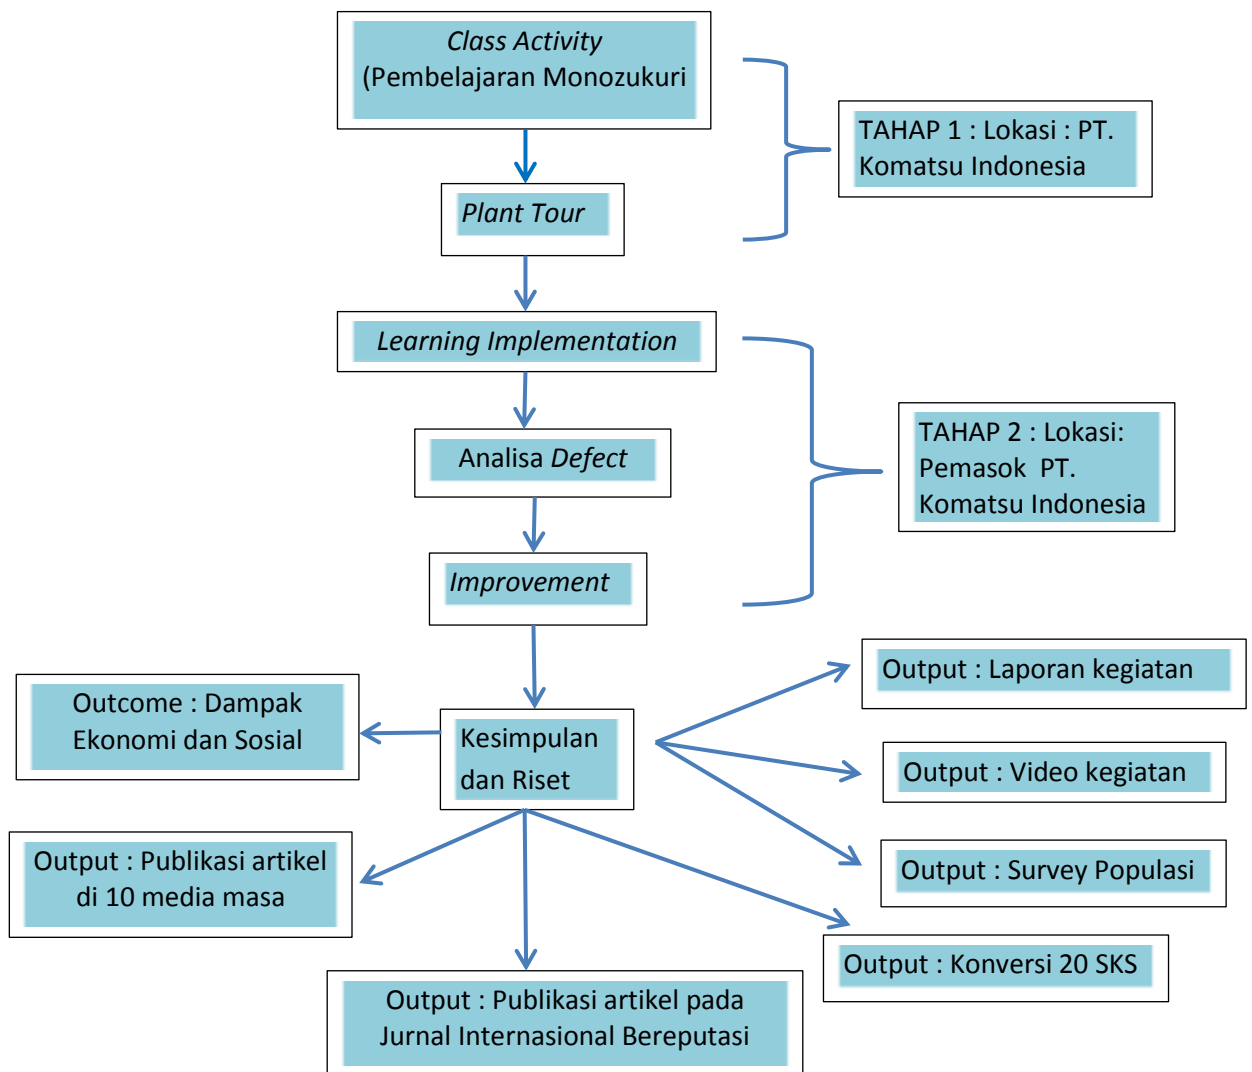 Class Activity
(Pembelajaran Monozukuri
TAHAP 1 : Lokasi : PT.
Komatsu Indonesia
Plant Tour
Learning Implementation
Analisa Defect
TAHAP 2 : Lokasi:
Pemasok PT.
Komatsu Indonesia
Improvement
Output : Laporan kegiatan
Outcome : Dampak
Ekonomi dan Sosial
Kesimpulan
dan Riset
Output : Video kegiatan
Output : Publikasi artikel
di 10 media masa
Output : Survey Populasi
Output : Konversi 20 SKS
Output : Publikasi artikel pada
Jurnal Internasional Bereputasi